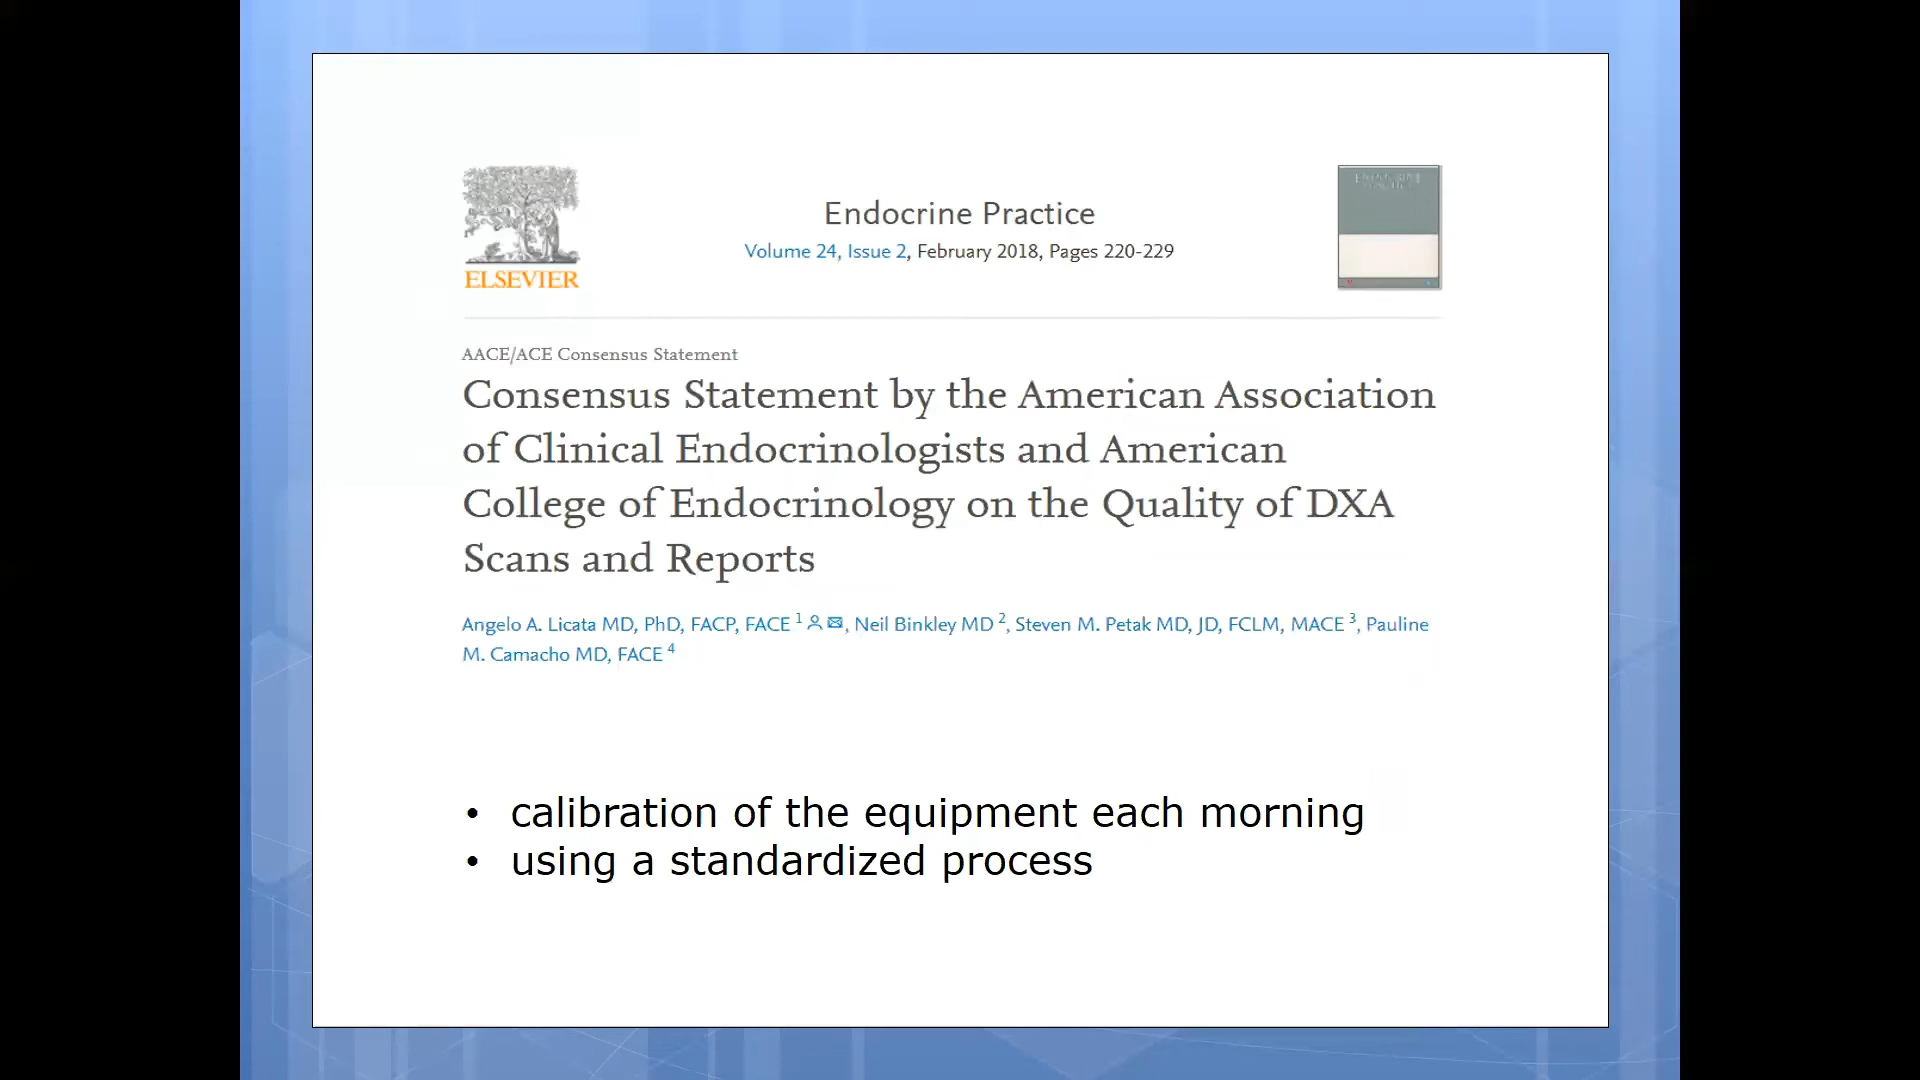 ELSEVIER
Endocrine Practice
Volume 24, Issue 2, February 2018, Pages 220-229
AACE/ACE Consensus Statement
Consensus Statement by the American Association
of Clinical Endocrinologists and American
College of Endocrinology on the Quality of DXA
Scans and Reports
Angelo A. Licata MD, PhD, FACP, FACE 1, Neil Binkley MD 2, Steven M. Petak MD, JD, FCLM, MACE 3, Pauline
M. Camacho MD, FACE 4
• calibration of the equipment each morning
• using a standardized process